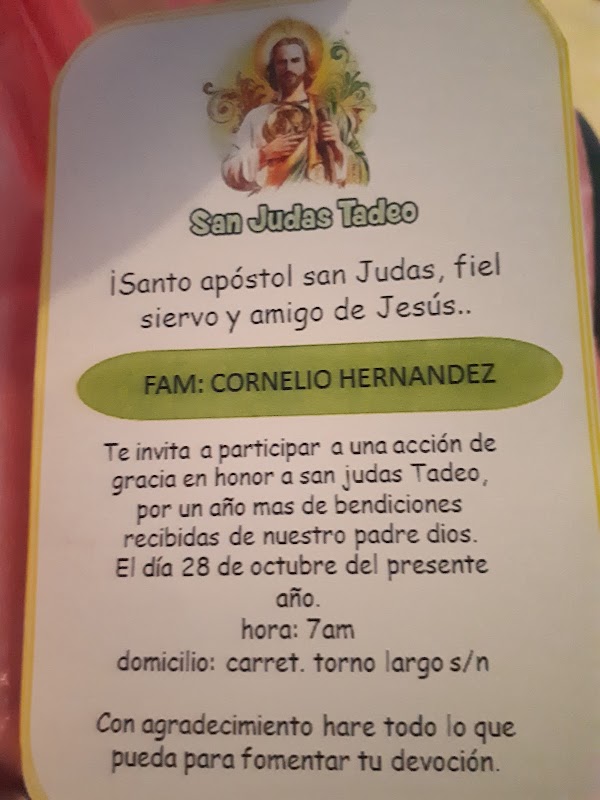 San Judas Tadeo
¡Santo apóstol san Judas, fiel
siervo y amigo de Jesús..
FAM: CORNELIO HERNANDEZ
Te invita a participar a una acción de
gracia en honor a san judas Tadeo,
por un año mas de bendiciones
recibidas de nuestro padre dios.
El día 28 de octubre del presente
año.
hora: 7am
domicilio: carret. torno largo s/n
Con agradecimiento hare todo lo que
pueda para fomentar tu devoción.